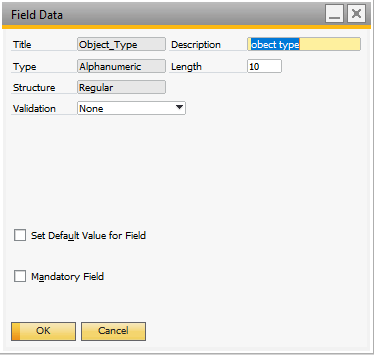 Field Data
Title Object_Type Description obect type
Type Alphanumeric Length 10
Structure Regular
Validation None
Set Default Value for Field
Mandatory Field
OK Cancel